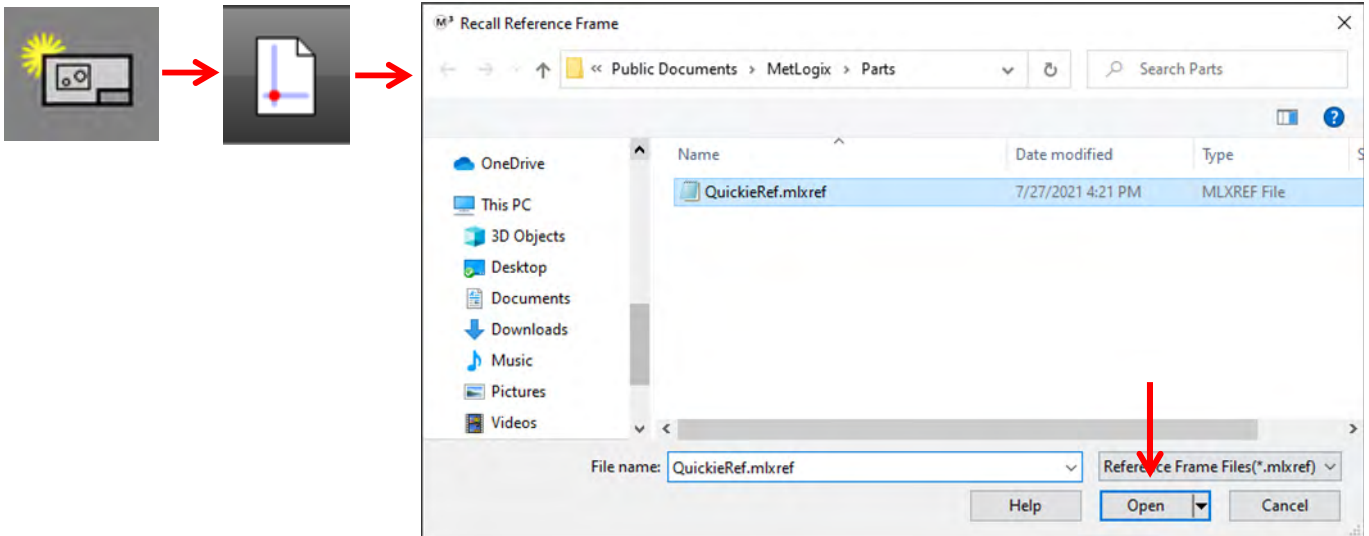 M³ Recall Reference Frame
« Public Documents › MetLogix › Parts
Search Parts
Name Date modified Type S
OneDrive
QuickieRef.mlxref 7/27/2021 4:21 PM MLXREF File
This PC
3D Objects
Desktop
Documents
Downloads
Music
Pictures
Videos
File name: QuickieRef.mlxref Reference Frame Files(*.mlxref)
Help Open Cancel